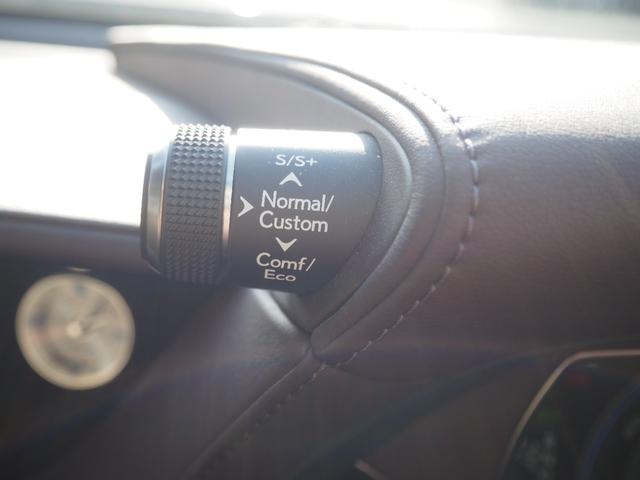 S/S+
Normal/
Custom
Comf/
Eco